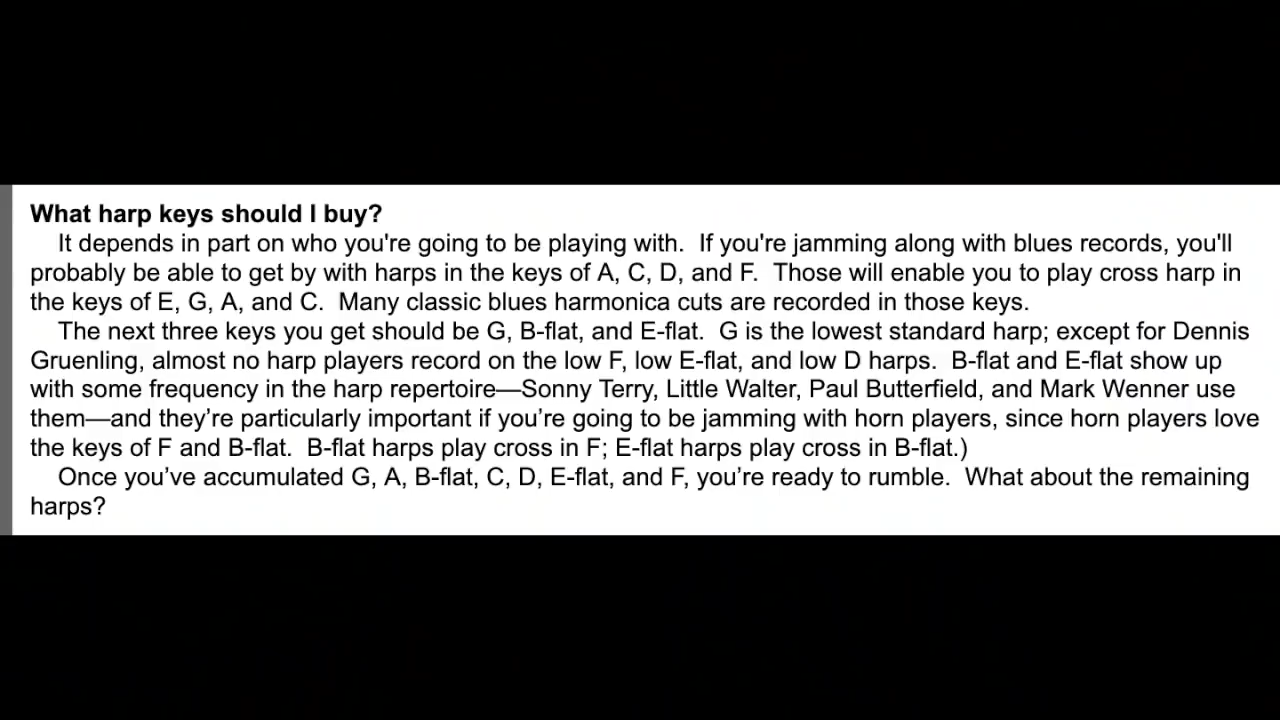 What harp keys should I buy?
It depends in part on who you're going to be playing with.  If you're jamming along with blues records, you'll
probably be able to get by with harps in the keys of A, C, D, and F.  Those will enable you to play cross harp in
the keys of E, G, A, and C.  Many classic blues harmonica cuts are recorded in those keys.
The next three keys you get should be G, B-flat, and E-flat.  G is the lowest standard harp; except for Dennis
Gruenling, almost no harp players record on the low F, low E-flat, and low D harps.  B-flat and E-flat show up
with some frequency in the harp repertoire—Sonny Terry, Little Walter, Paul Butterfield, and Mark Wenner use
them—and they’re particularly important if you’re going to be jamming with horn players, since horn players love
the keys of F and B-flat.  B-flat harps play cross in F; E-flat harps play cross in B-flat.)
Once you’ve accumulated G, A, B-flat, C, D, E-flat, and F, you’re ready to rumble.  What about the remaining
harps?